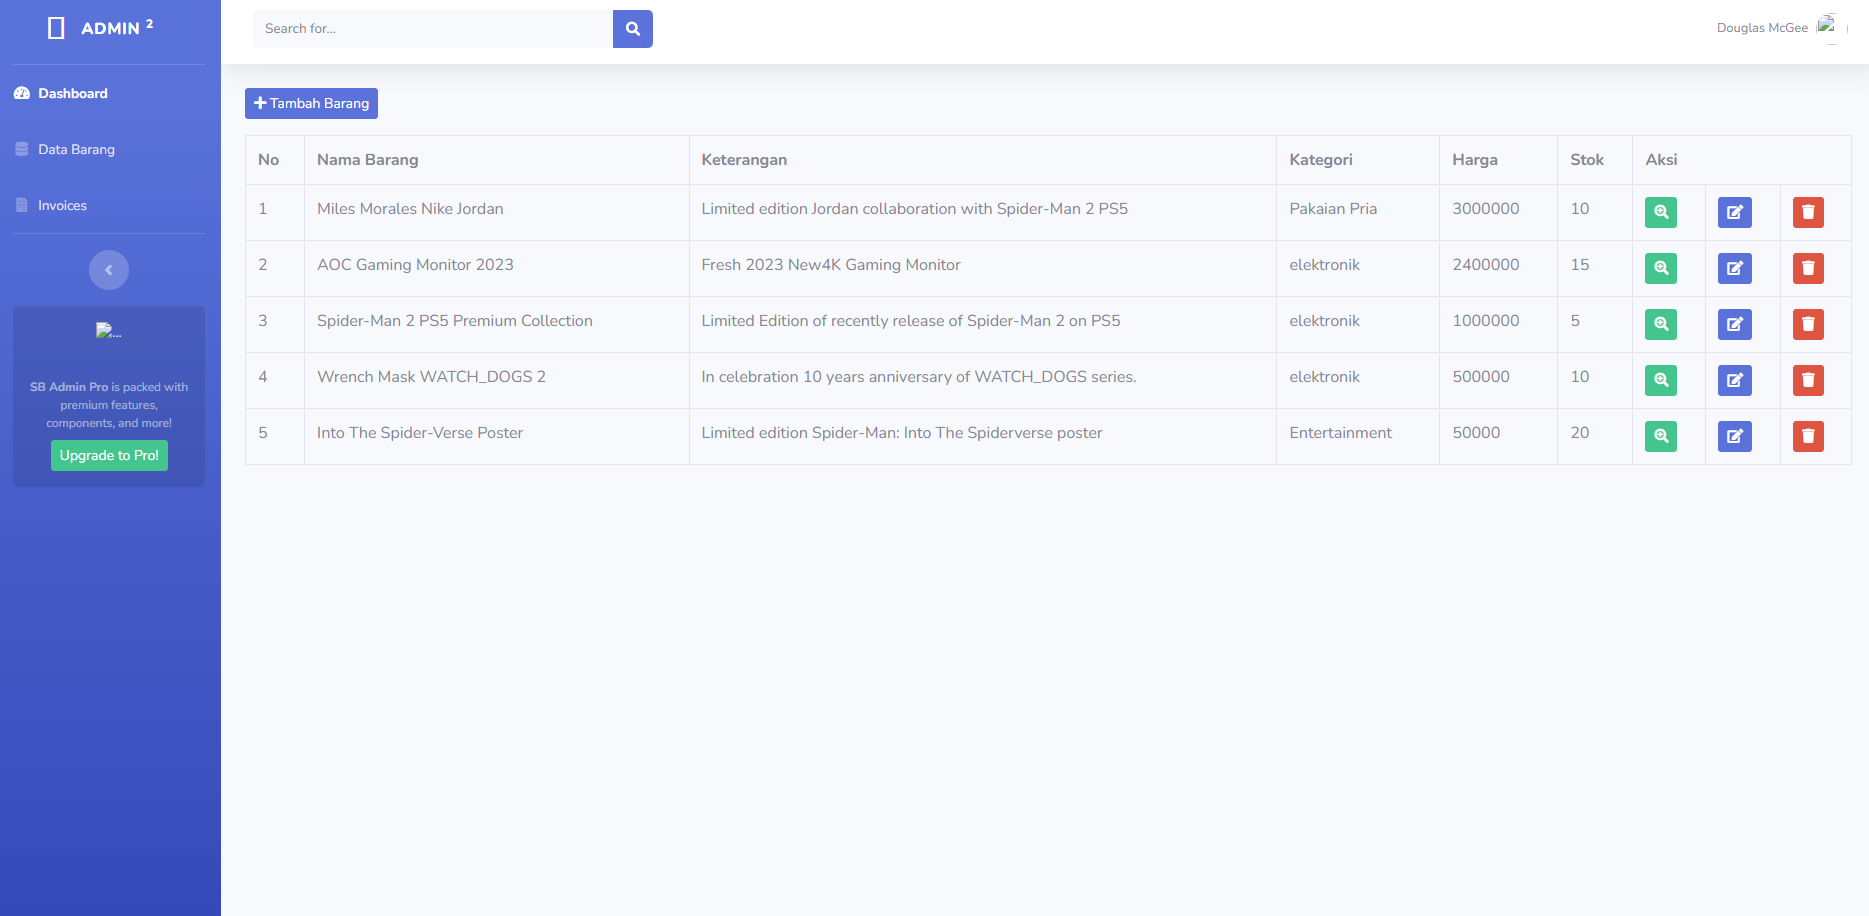 ADMIN 2
Search for...
Douglas McGee
Dashboard
Data Barang
Invoices
...
SB Admin Pro is packed with
premium features,
components, and more!
Upgrade to Pro!
Tambah Barang
No Nama Barang Keterangan Kategori Harga Stok Aksi
1 Miles Morales Nike Jordan Limited edition Jordan collaboration with Spider-Man 2 PS5 Pakaian Pria 3000000 10
2 AOC Gaming Monitor 2023 Fresh 2023 New4K Gaming Monitor elektronik 2400000 15
3 Spider-Man 2 PS5 Premium Collection Limited Edition of recently release of Spider-Man 2 on PS5 elektronik 1000000 5
4 Wrench Mask WATCH_DOGS 2 In celebration 10 years anniversary of WATCH_DOGS series. elektronik 500000 10
5 Into The Spider-Verse Poster Limited edition Spider-Man: Into The Spiderverse poster Entertainment 50000 20